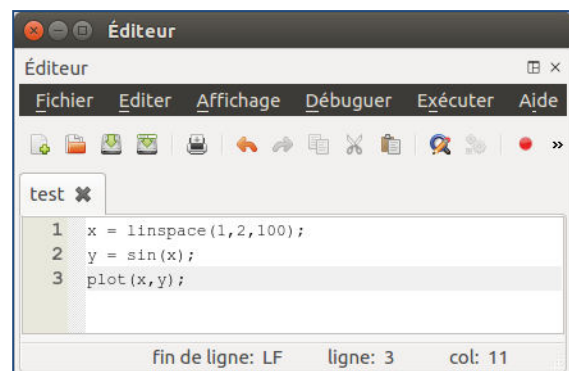 Éditeur
Éditeur
Fichier Editer Affichage Débuguer Exécuter Aide
»
test
1 x = linspace(1,2,100);
2 y = sin(x);
3 plot(x,y);
fin de ligne: LF ligne: 3 col: 11